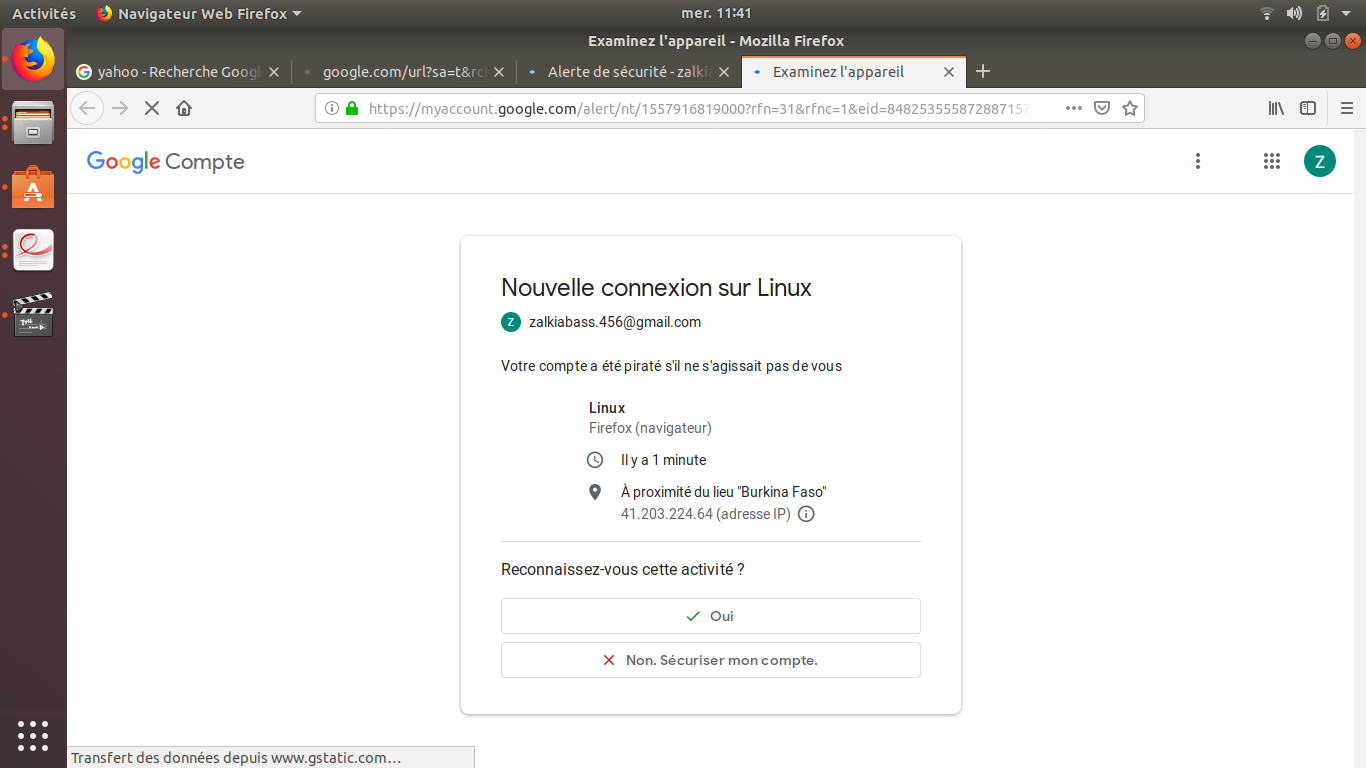 Activités
Navigateur Web Firefox
mer. 11:41
Examinez l'appareil - Mozilla Firefox
yahoo - Recherche Googl
google.com/url?sa=t&rct
Alerte de sécurité - zalkia
Examinez l'appareil
https://myaccount.google.com/alert/nt/1557916819000?rfn=31&rfnc=1&eid=848253555872887157
Google Compte
Z
Nouvelle connexion sur Linux
Z zalkiabass.456@gmail.com
Votre compte a été piraté s'il ne s'agissait pas de vous
Linux
Firefox (navigateur)
Il y a 1 minute
À proximité du lieu "Burkina Faso"
41.203.224.64 (adresse IP)
Reconnaissez-vous cette activité ?
Oui
Non. Sécuriser mon compte.
Transfert des données depuis www.gstatic.com…